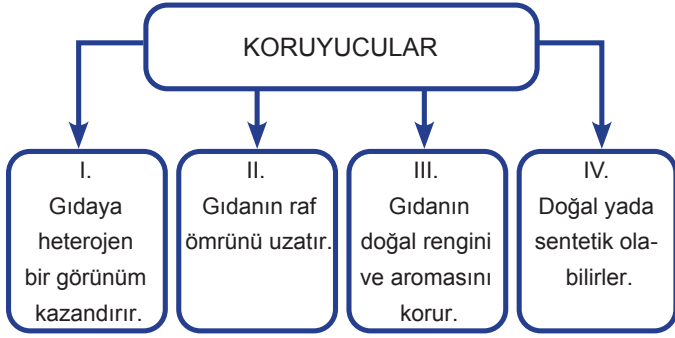 KORUYUCULAR
I.
Gıdaya
heterojen
bir görünüm
kazandırır.
II.
Gıdanın raf
ömrünü uzatır.
III.
Gıdanın
doğal rengini
ve aromasını
korur.
IV.
Doğal yada
sentetik ola-
bilirler.